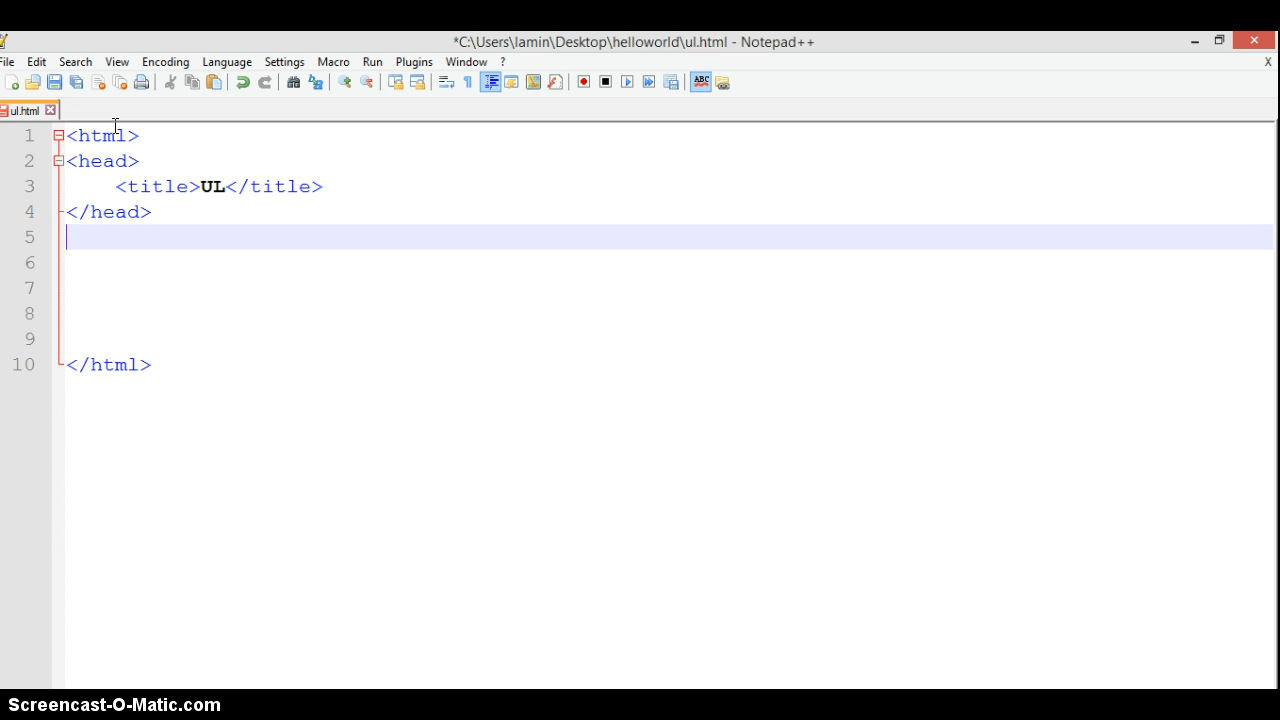 *C:\Users\lamin\Desktop\helloworld\ul.html - Notepad++
File Edit Search View Encoding Language Settings Macro Run Plugins Window ? X
ABC
ul.html
1 <html>
2 <head>
3 <title>UL</title>
4 </head>
5
6
7
8
9
10 </html>
Screencast-O-Matic.com